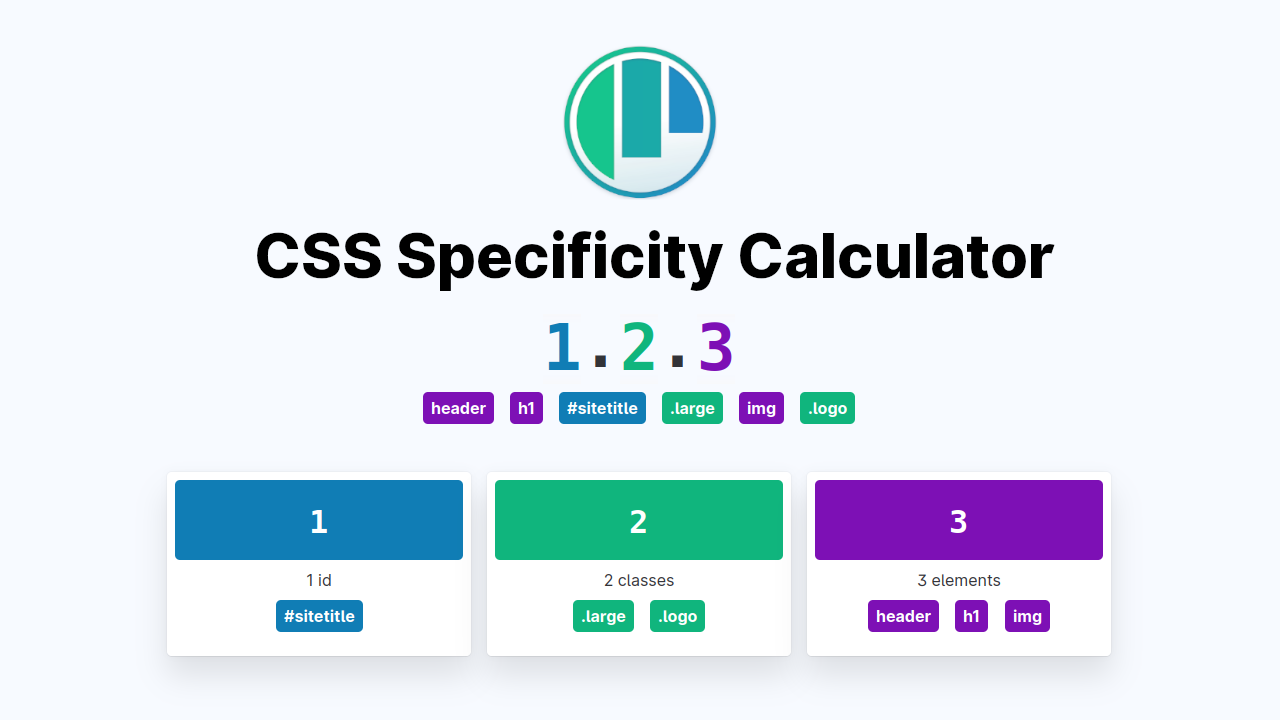 CSS Specificity Calculator
1.2.3
header h1 #sitetitle .large img .logo
1
1 id
#sitetitle
2
2 classes
.large .logo
3
3 elements
header h1 img